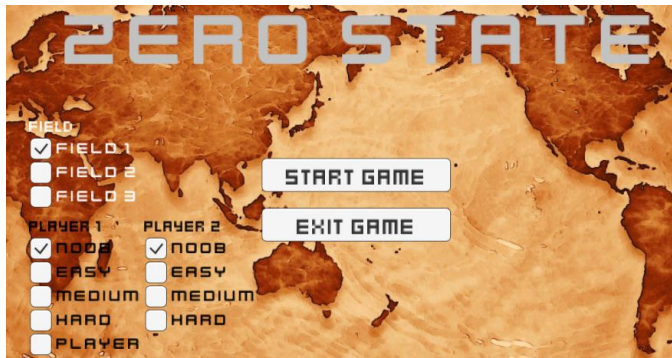 ZERO STATE
FIELD
FIELD 1
FIELD 2
FIELD 3
START GAME
EXIT GAME
PLAYER 1
NOOB
EASY
MEDIUM
HARD
PLAYER
PLAYER 2
NOOB
EASY
MEDIUM
HARD